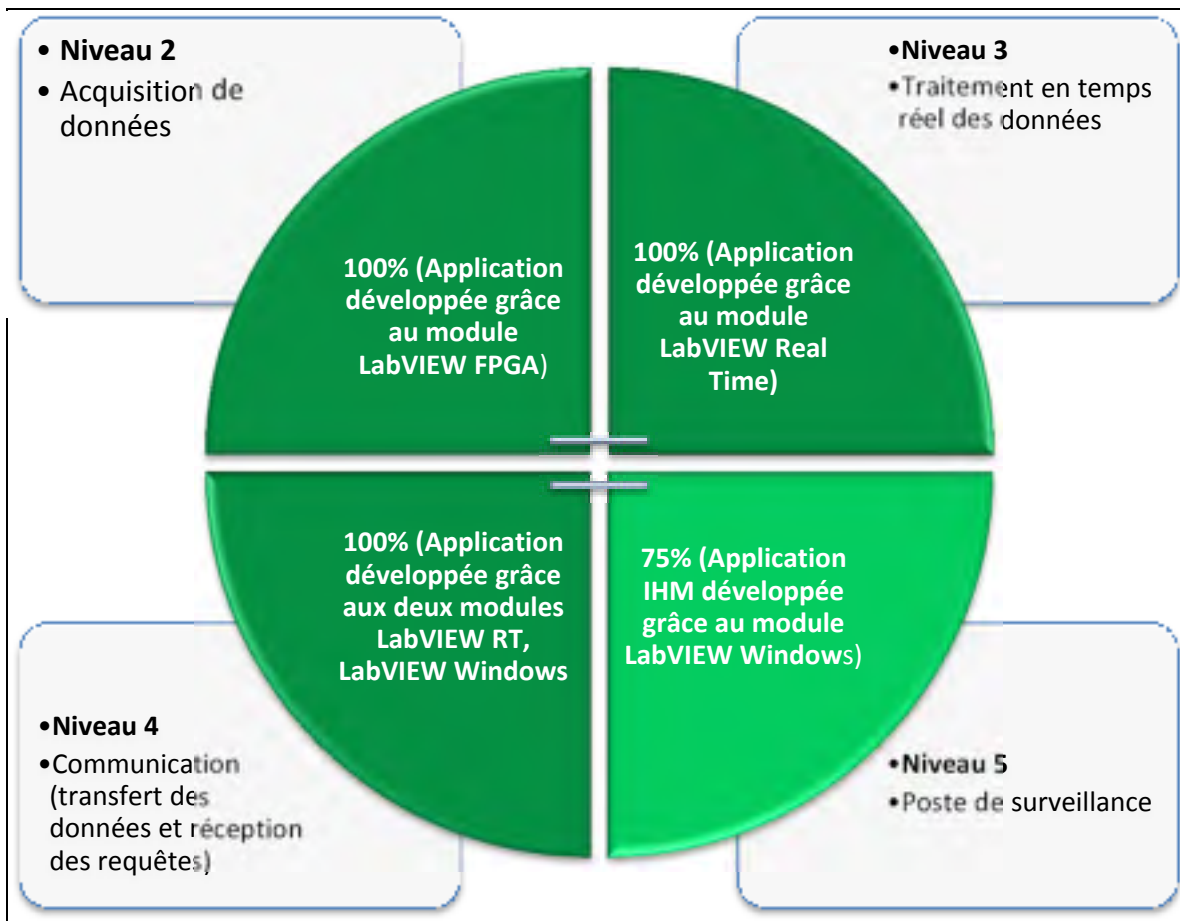 • Niveau 2
• Acquisition de
données
•Niveau 3
•Traitement en temps
réel des données
100% (Application
développée grâce
au module
LabVIEW FPGA)
100% (Application
développée grâce
au module
LabVIEW Real
Time)
100% (Application
développée grâce
aux deux modules
LabVIEW RT,
LabVIEW Windows
75% (Application
IHM développée
grâce au module
LabVIEW Windows)
•Niveau 4
•Communication
(transfert des
données et réception
des requêtes)
•Niveau 5
•Poste de surveillance